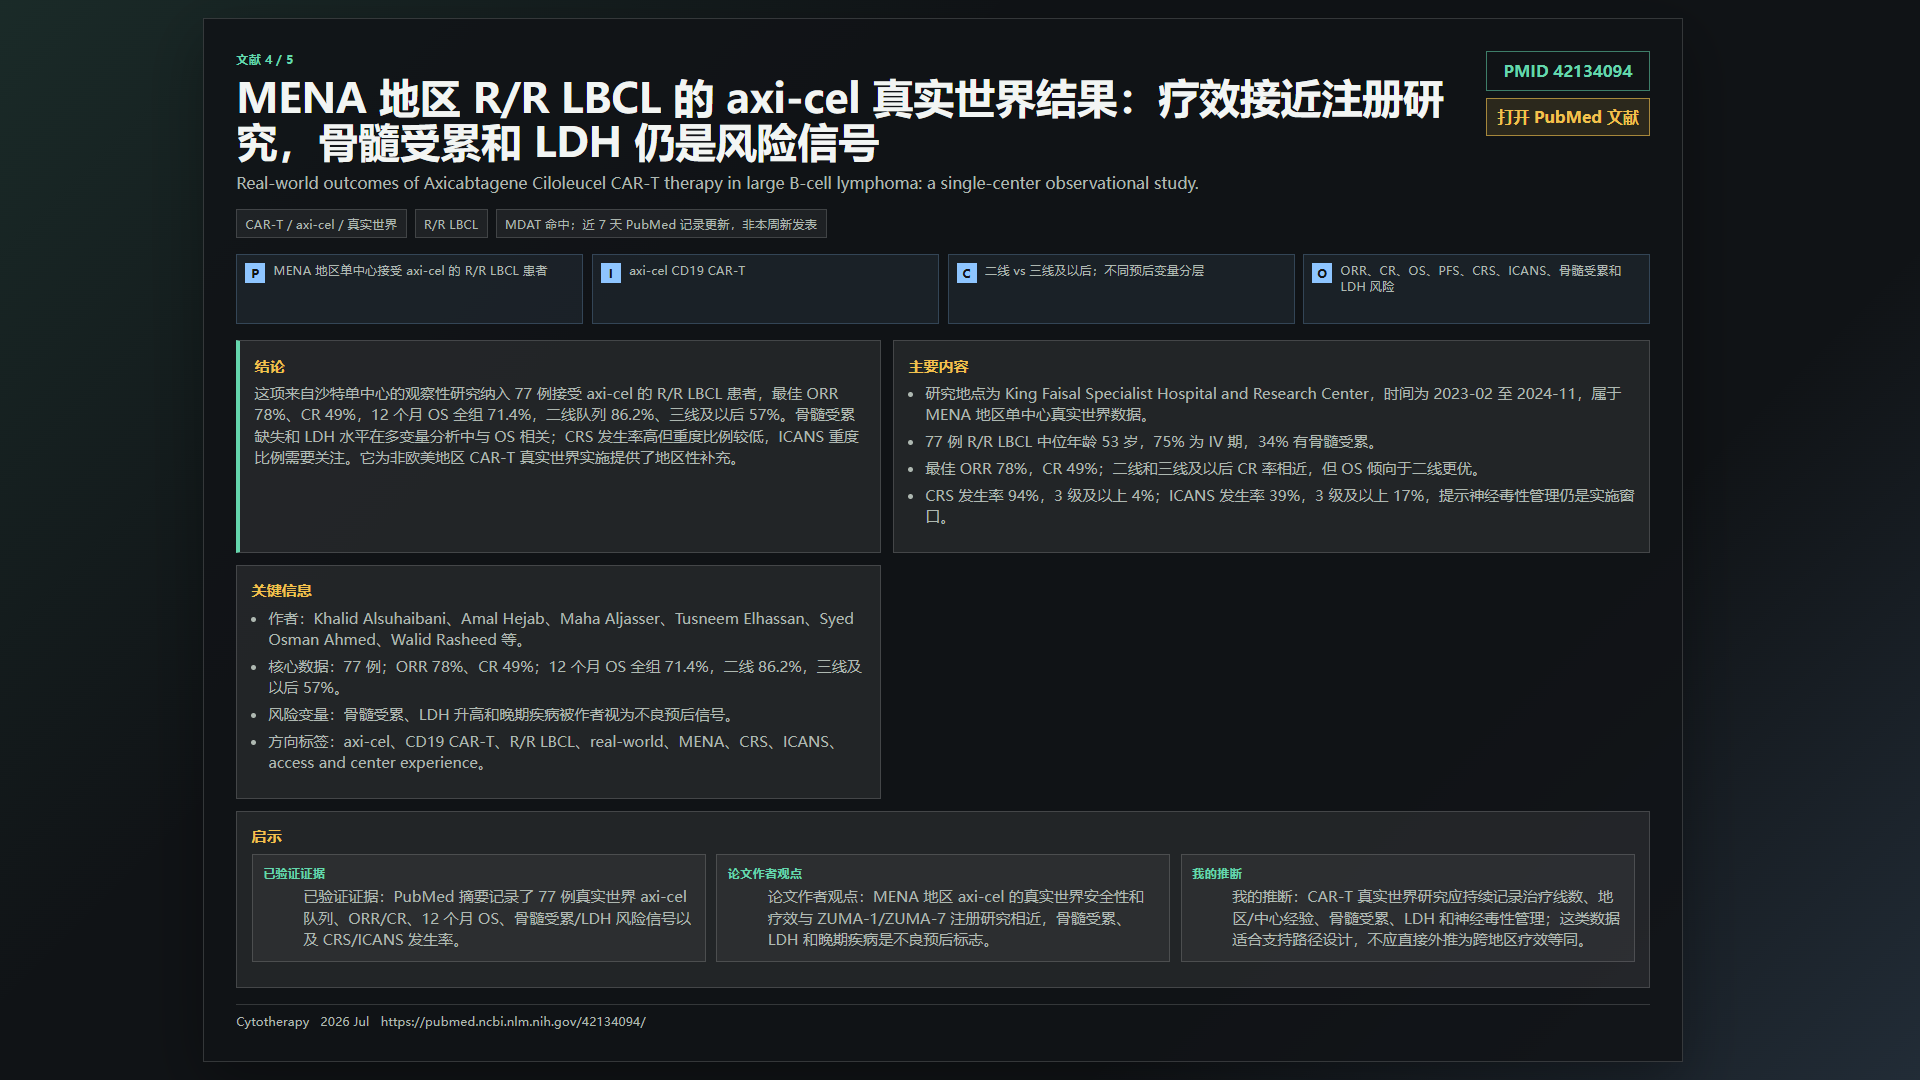 文献 4 / 5
MENA 地区 R/R LBCL 的 axi-cel 真实世界结果：疗效接近注册研
究，骨髓受累和 LDH 仍是风险信号
Real-world outcomes of Axicabtagene Ciloleucel CAR-T therapy in large B-cell lymphoma: a single-center observational study.
PMID 42134094
打开 PubMed 文献
CAR-T / axi-cel / 真实世界
R/R LBCL
MDAT 命中；近 7 天 PubMed 记录更新，非本周新发表
P
MENA 地区单中心接受 axi-cel 的 R/R LBCL 患者
I
axi-cel CD19 CAR-T
C
二线 vs 三线及以后；不同预后变量分层
O
ORR、CR、OS、PFS、CRS、ICANS、骨髓受累和
LDH 风险
结论
这项来自沙特单中心的观察性研究纳入 77 例接受 axi-cel 的 R/R LBCL 患者，最佳 ORR
78%、CR 49%，12 个月 OS 全组 71.4%，二线队列 86.2%、三线及以后 57%。骨髓受累
缺失和 LDH 水平在多变量分析中与 OS 相关；CRS 发生率高但重度比例较低，ICANS 重度
比例需要关注。它为非欧美地区 CAR-T 真实世界实施提供了地区性补充。
主要内容
• 研究地点为 King Faisal Specialist Hospital and Research Center，时间为 2023-02 至 2024-11，属于
MENA 地区单中心真实世界数据。
• 77 例 R/R LBCL 中位年龄 53 岁，75% 为 IV 期，34% 有骨髓受累。
• 最佳 ORR 78%，CR 49%；二线和三线及以后 CR 率相近，但 OS 倾向于二线更优。
• CRS 发生率 94%，3 级及以上 4%；ICANS 发生率 39%，3 级及以上 17%，提示神经毒性管理仍是实施窗
口。
关键信息
• 作者：Khalid Alsuhaibani、Amal Hejab、Maha Aljasser、Tusneem Elhassan、Syed
Osman Ahmed、Walid Rasheed 等。
• 核心数据：77 例；ORR 78%、CR 49%；12 个月 OS 全组 71.4%，二线 86.2%，三线及
以后 57%。
• 风险变量：骨髓受累、LDH 升高和晚期疾病被作者视为不良预后信号。
• 方向标签：axi-cel、CD19 CAR-T、R/R LBCL、real-world、MENA、CRS、ICANS、
access and center experience。
启示
已验证证据
已验证证据：PubMed 摘要记录了 77 例真实世界 axi-cel
队列、ORR/CR、12 个月 OS、骨髓受累/LDH 风险信号以
及 CRS/ICANS 发生率。
论文作者观点
论文作者观点：MENA 地区 axi-cel 的真实世界安全性和
疗效与 ZUMA-1/ZUMA-7 注册研究相近，骨髓受累、
LDH 和晚期疾病是不良预后标志。
我的推断
我的推断：CAR-T 真实世界研究应持续记录治疗线数、地
区/中心经验、骨髓受累、LDH 和神经毒性管理；这类数据
适合支持路径设计，不应直接外推为跨地区疗效等同。
Cytotherapy 2026 Jul https://pubmed.ncbi.nlm.nih.gov/42134094/